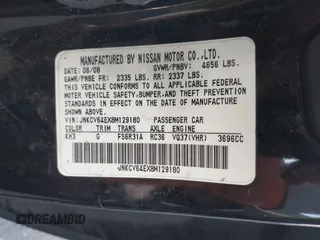 MANUFACTURED BY NISSAN MOTOR CO.,LTD.
DATE: 06/08 GVWR/PNBV: 4656 LBS.
GAWR/PNBE FR: 2335 LBS. RR: 2337 LBS.
THIS VEHICLE CONFORMS TO ALL APPLICABLE
FEDERAL MOTOR VEHICLE SAFETY, BUMPER,
AND THEFT PREVENTION STANDARDS IN EFFECT ON
THE DATE OF MANUFACTURE SHOWN ABOVE.
VIN: JNKCV64EX8M129180 PASSENGER CAR
COLOR TRIM TRANS AXLE ENGINE
KH3 G FS6R31A RC36 VQ37(VHR) 3696CC
JNKCV64EX8M129180
CARDEAMBID